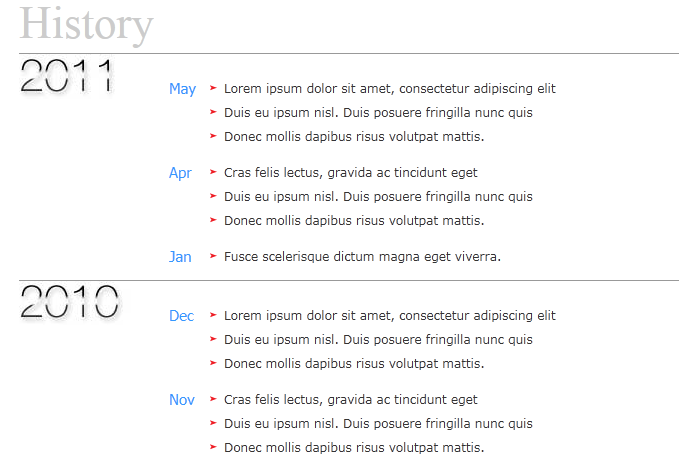 History
2011
May Lorem ipsum dolor sit amet, consectetur adipiscing elit
Duis eu ipsum nisl. Duis posuere fringilla nunc quis
Donec mollis dapibus risus volutpat mattis.
Apr Cras felis lectus, gravida ac tincidunt eget
Duis eu ipsum nisl. Duis posuere fringilla nunc quis
Donec mollis dapibus risus volutpat mattis.
Jan Fusce scelerisque dictum magna eget viverra.
2010
Dec Lorem ipsum dolor sit amet, consectetur adipiscing elit
Duis eu ipsum nisl. Duis posuere fringilla nunc quis
Donec mollis dapibus risus volutpat mattis.
Nov Cras felis lectus, gravida ac tincidunt eget
Duis eu ipsum nisl. Duis posuere fringilla nunc quis
Donec mollis dapibus risus volutpat mattis.